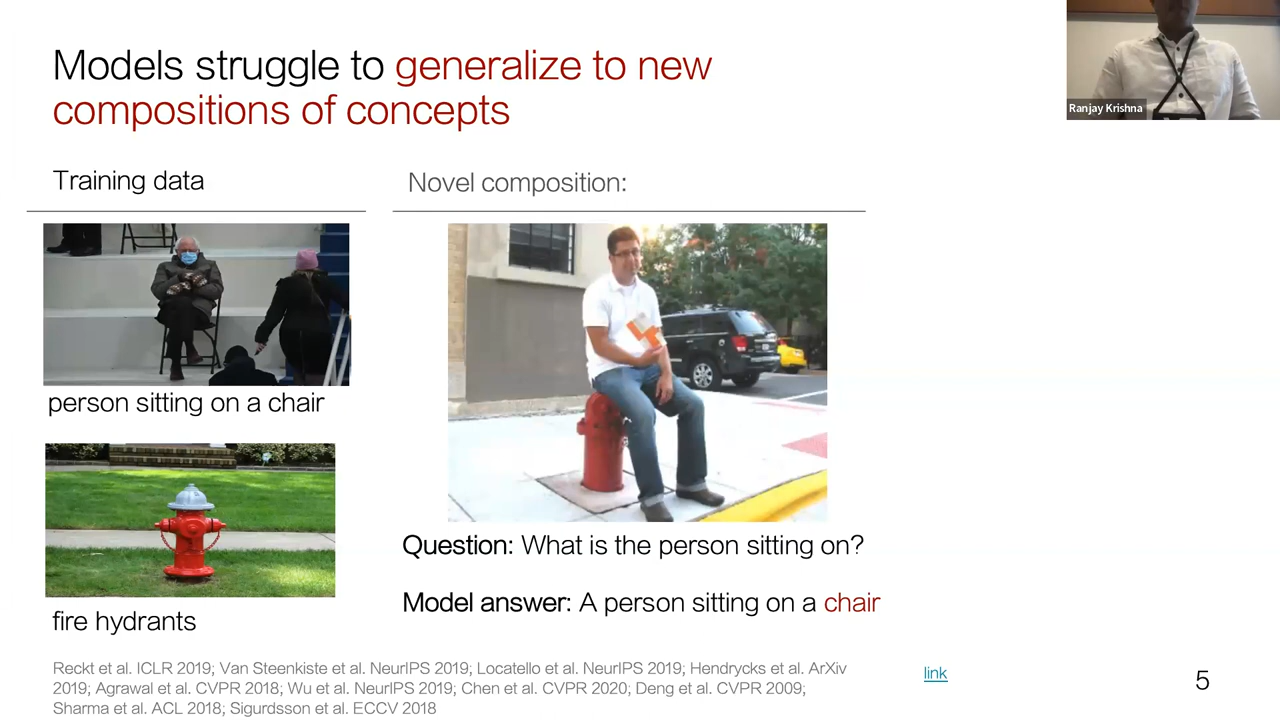 Models struggle to generalize to new
compositions of concepts
Ranjay Krishna
Training data
Novel composition:
person sitting on a chair
fire hydrants
Question: What is the person sitting on?
Model answer: A person sitting on a chair
Reckt et al. ICLR 2019; Van Steenkiste et al. NeurIPS 2019; Locatello et al. NeurIPS 2019; Hendrycks et al. ArXiv
2019; Agrawal et al. CVPR 2018; Wu et al. NeurIPS 2019; Chen et al. CVPR 2020; Deng et al. CVPR 2009;
Sharma et al. ACL 2018; Sigurdsson et al. ECCV 2018
link
5